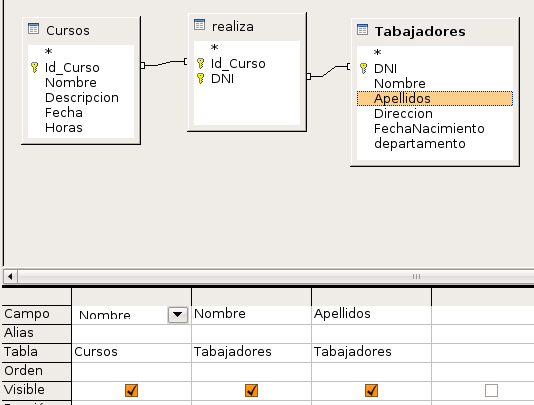 Cursos
*
Id_Curso
Nombre
Descripcion
Fecha
Horas
realiza
*
Id_Curso
DNI
Tabajadores
*
DNI
Nombre
Apellidos
Direccion
FechaNacimiento
departamento
Campo Nombre Nombre Apellidos
Alias
Tabla Cursos Tabajadores Tabajadores
Orden
Visible